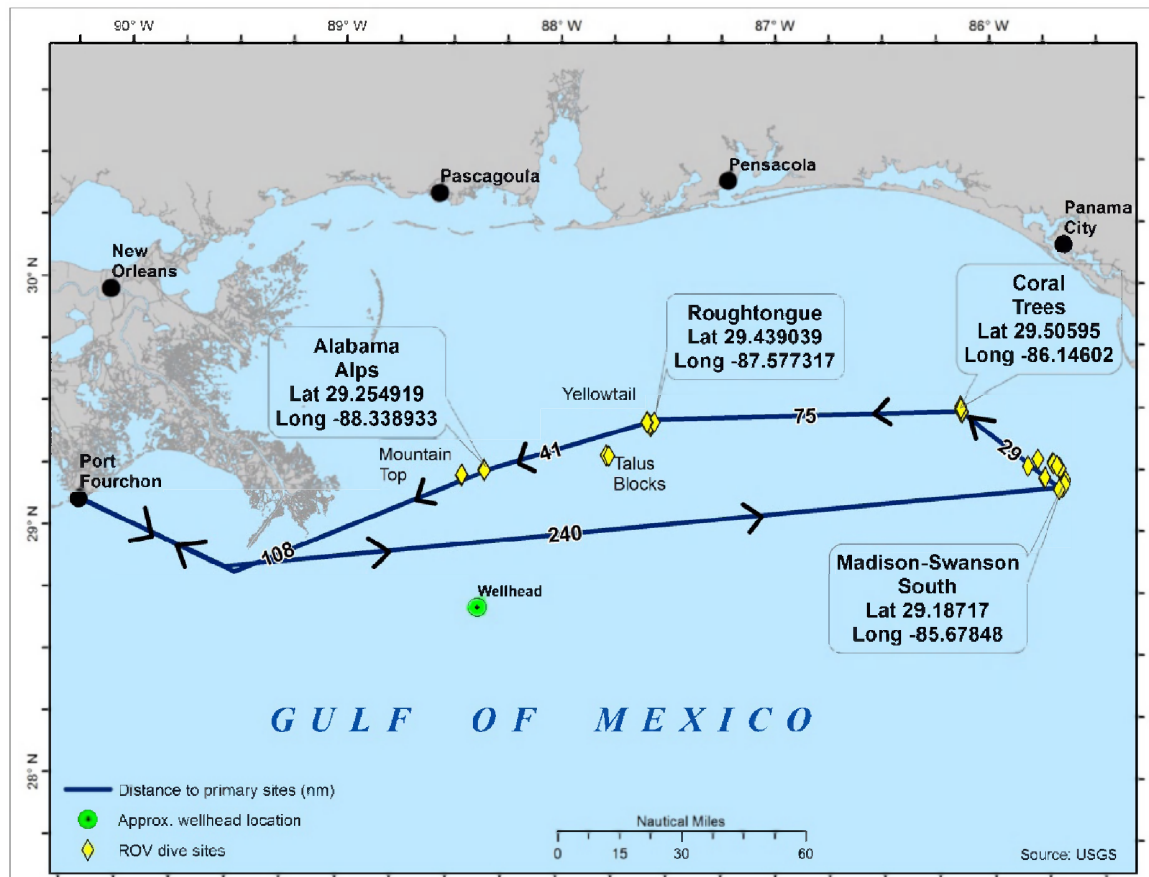 90° W
89° W
88° W
87° W
86° W
Pascagoula
Pensacola
Panama
City
New
Orleans
30° N
Coral
Trees
Lat 29.50595
Long -86.14602
Roughtongue
Lat 29.439039
Long -87.577317
Alabama
Alps
Lat 29.254919
Long -88.338933
Yellowtail
75
41
29
Mountain
Top
Talus
Blocks
Port
Fourchon
29° N
108
240
Madison-Swanson
South
Lat 29.18717
Long -85.67848
Wellhead
GULF OF MEXICO
28° N
Distance to primary sites (nm)
Approx. wellhead location
ROV dive sites
Nautical Miles
0 15 30 60
Source: USGS